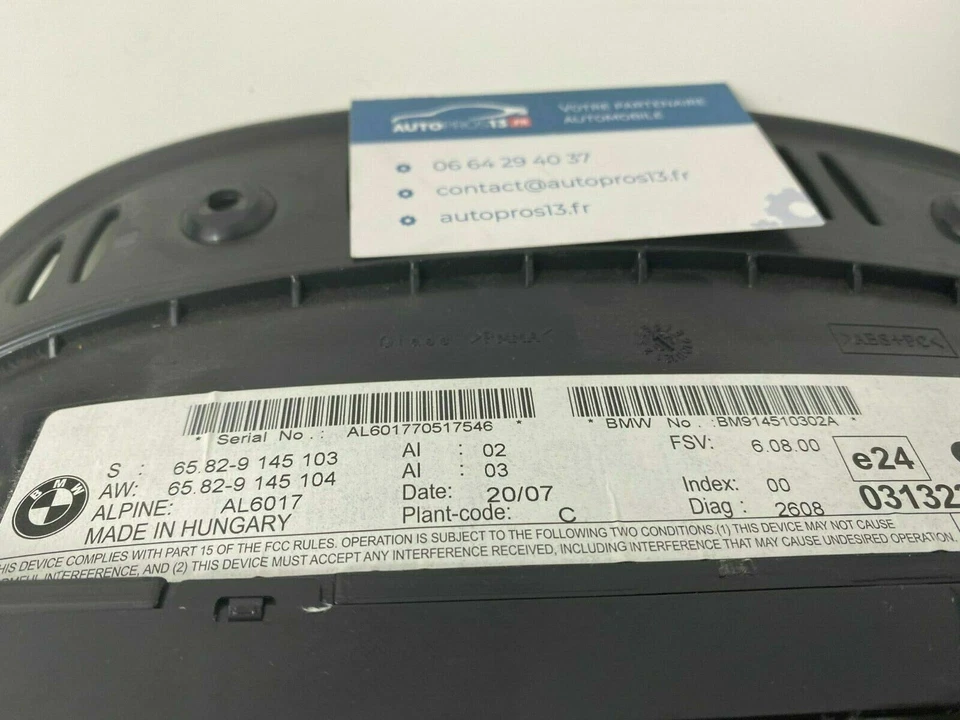 AUTOPROS13.FR
VOTRE PARTENAIRE
AUTOMOBILE
06 64 29 40 37
contact@autopros13.fr
autopros13.fr
>PMMA<
>ABS+PC<
* Serial No.: AL601770517546 *
* BMW No.: BM914510302A *
S : 65.82-9 145 103
AW: 65.82-9 145 104
ALPINE: AL6017
MADE IN HUNGARY
AI : 02
AI : 03
Date: 20/07
Plant-code: C
FSV: 6.08.00
Index: 00
Diag : 2608
e24
BMW
THIS DEVICE COMPLIES WITH PART 15 OF THE FCC RULES. OPERATION IS SUBJECT TO THE FOLLOWING TWO CONDITIONS.(1) THIS DEVICE MAY NOT CAUSE
INTERFERENCE, AND (2) THIS DEVICE MUST ACCEPT ANY INTERFERENCE RECEIVED, INCLUDING INTERFERENCE THAT MAY CAUSE UNDESIRED OPERATION.